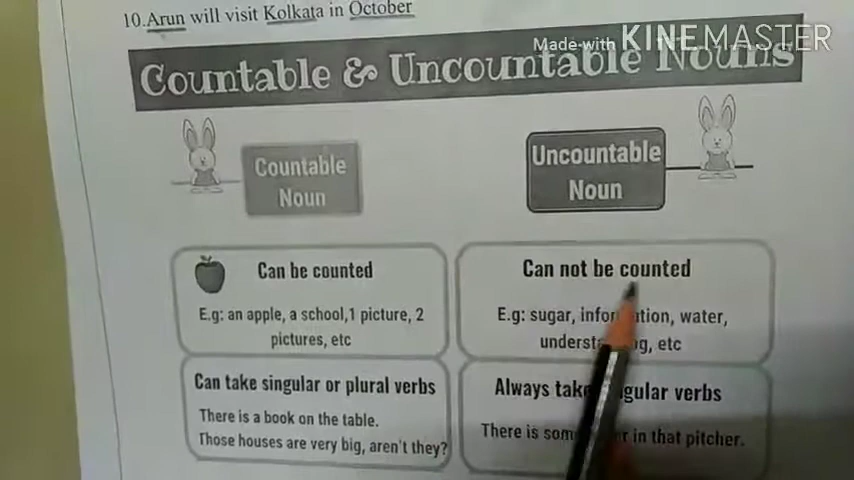 10.Arun will visit Kolkata in October
Made with KINEMASTER
Countable & Uncountable Nouns
Countable
Noun
Uncountable
Noun
Can be counted
E.g: an apple, a school,1 picture, 2
pictures, etc
Can not be counted
E.g: sugar, information, water,
understanding, etc
Can take singular or plural verbs
There is a book on the table.
Those houses are very big, aren't they?
Always take singular verbs
There is in that pitcher.